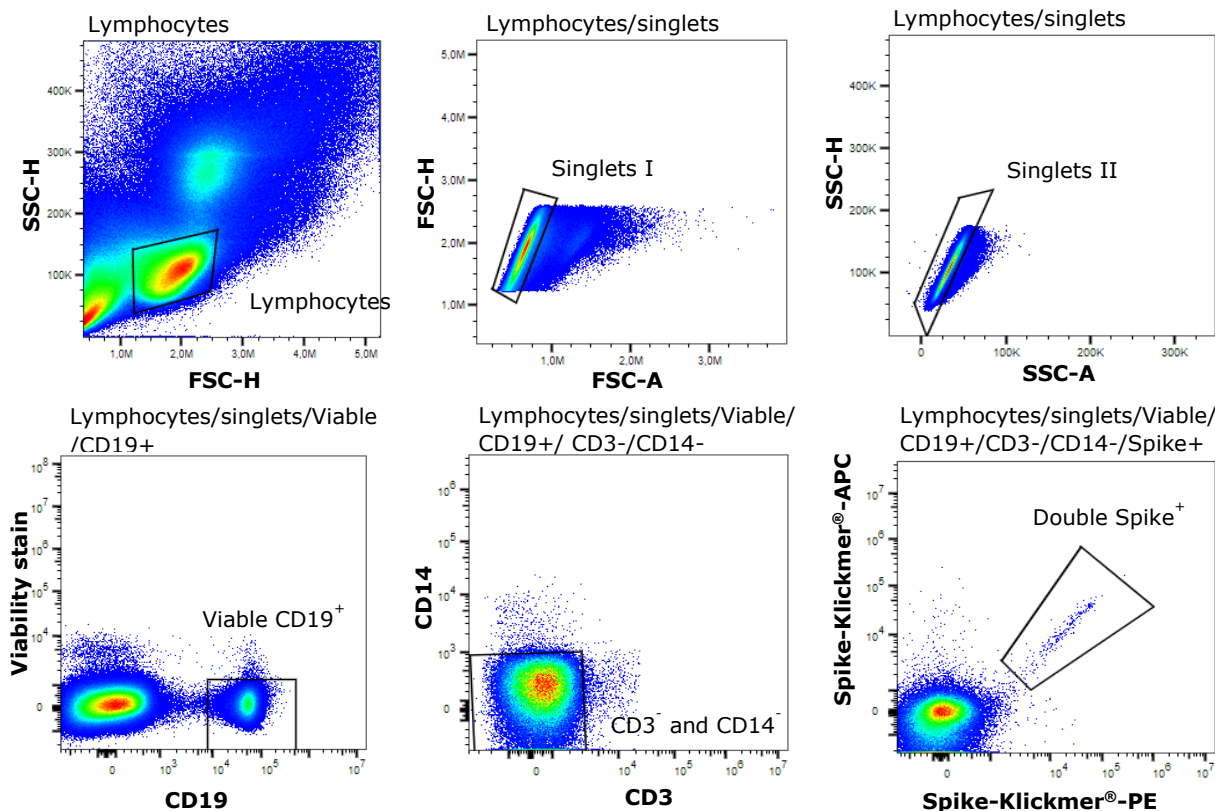 Lymphocytes
SSC-H
400K
300K
200K
100K
Lymphocytes
1,0M
2,0M
3,0M
4,0M
5,0M
FSC-H
Lymphocytes/singlets
FSC-H
5,0M
4,0M
3,0M
2,0M
1,0M
Singlets I
1,0M
2,0M
3,0M
FSC-A
Lymphocytes/singlets
SSC-H
400K
300K
200K
100K
0
Singlets II
0
100K
200K
300K
SSC-A
Lymphocytes/singlets/Viable
/CD19+
Viability stain
10⁸
10⁷
10⁶
10⁵
10⁴
0
Viable CD19⁺
0
10³
10⁴
10⁵
10⁷
CD19
Lymphocytes/singlets/Viable/
CD19+/ CD3-/CD14-
CD14
10⁶
10⁵
10⁴
10³
0
CD3⁻ and CD14⁻
0
10⁴
10⁵
10⁶
10⁷
CD3
Lymphocytes/singlets/Viable/
CD19+/CD3-/CD14-/Spike+
Spike-Klickmer®-APC
10⁷
10⁶
10⁵
10⁴
0
Double Spike⁺
0
10⁴
10⁵
10⁶
10⁷
Spike-Klickmer®-PE